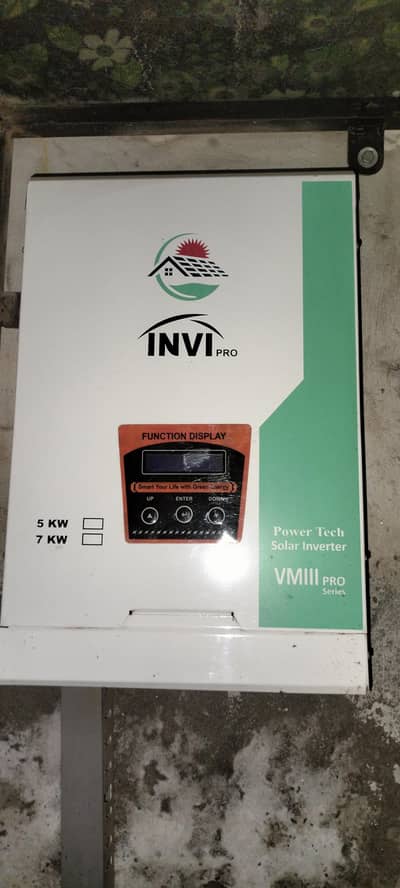 INVI PRO
FUNCTION DISPLAY
Smart Your Life with Green Energy
UP ENTER DOWN
5 KW
7 KW
Power Tech
Solar Inverter
VMIII PRO
Series